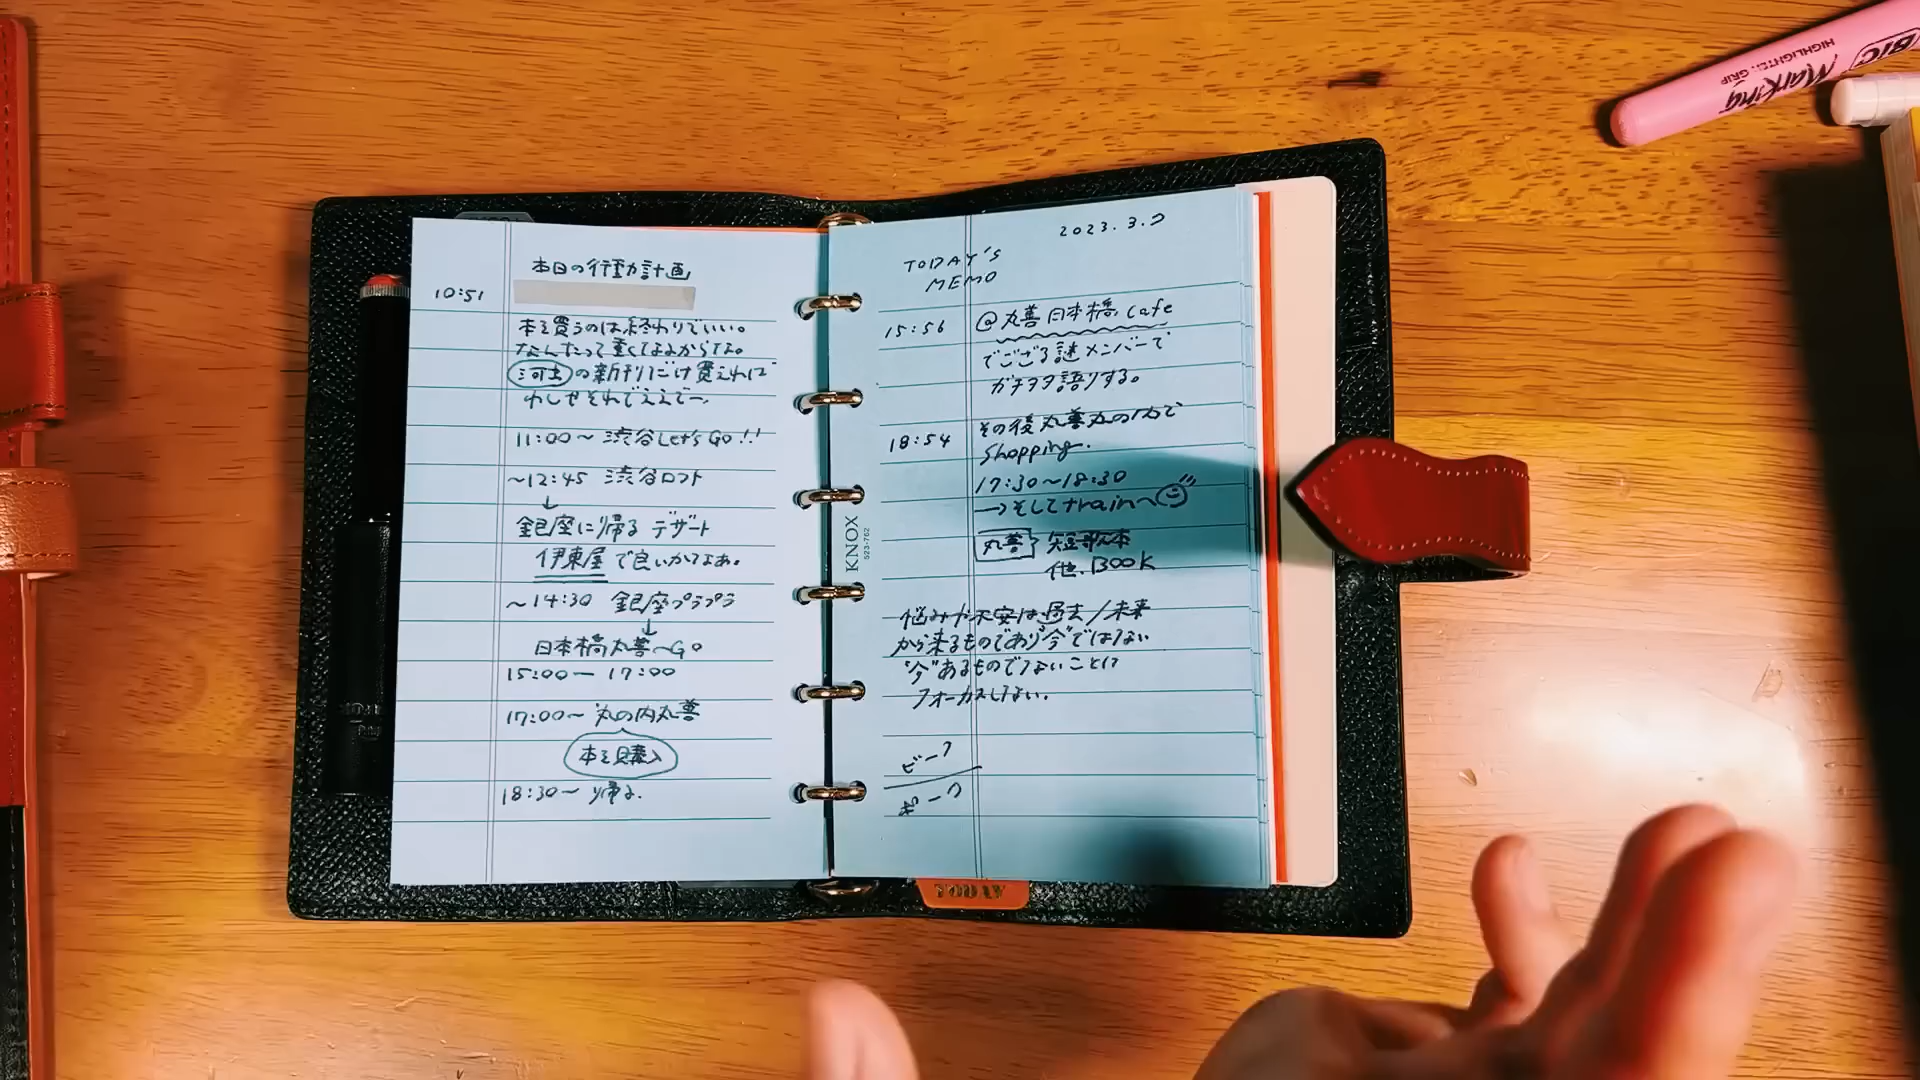 本日の行動計画
10:51
本を買うのは終わりでいい。
なんたって重くてよぉからな。
河出の新刊だけ買えれば
わしゃそれでええでー。
11:00〜 渋谷Let's Go!!
〜12:45 渋谷ロフト
↓
銀座に帰る デザート
伊東屋で良いかなぁ。
〜14:30 銀座プラプラ
↓
日本橋丸善へGo
15:00ー17:00
17:00〜 丸の内丸善
本を購入
18:30〜 帰る.
2023.3.
TODAY'S
MEMO
15:56 @丸善日本橋 cafe
でござる謎メンバーで
ガチヲタ語りする。
18:54 その後丸善丸の内で
shopping.
17:30〜18:30
→そしてtrainへ
丸善 短歌本
他.1300K
悩みや不安は過去/未来
から来るものであり"今"ではない
"今"あるものでないことに
フォーカスしない.
ビーフ
ポーク
KNOX
523-762
TODAY
BIC
Marking
HIGHLIGHTER GRIP